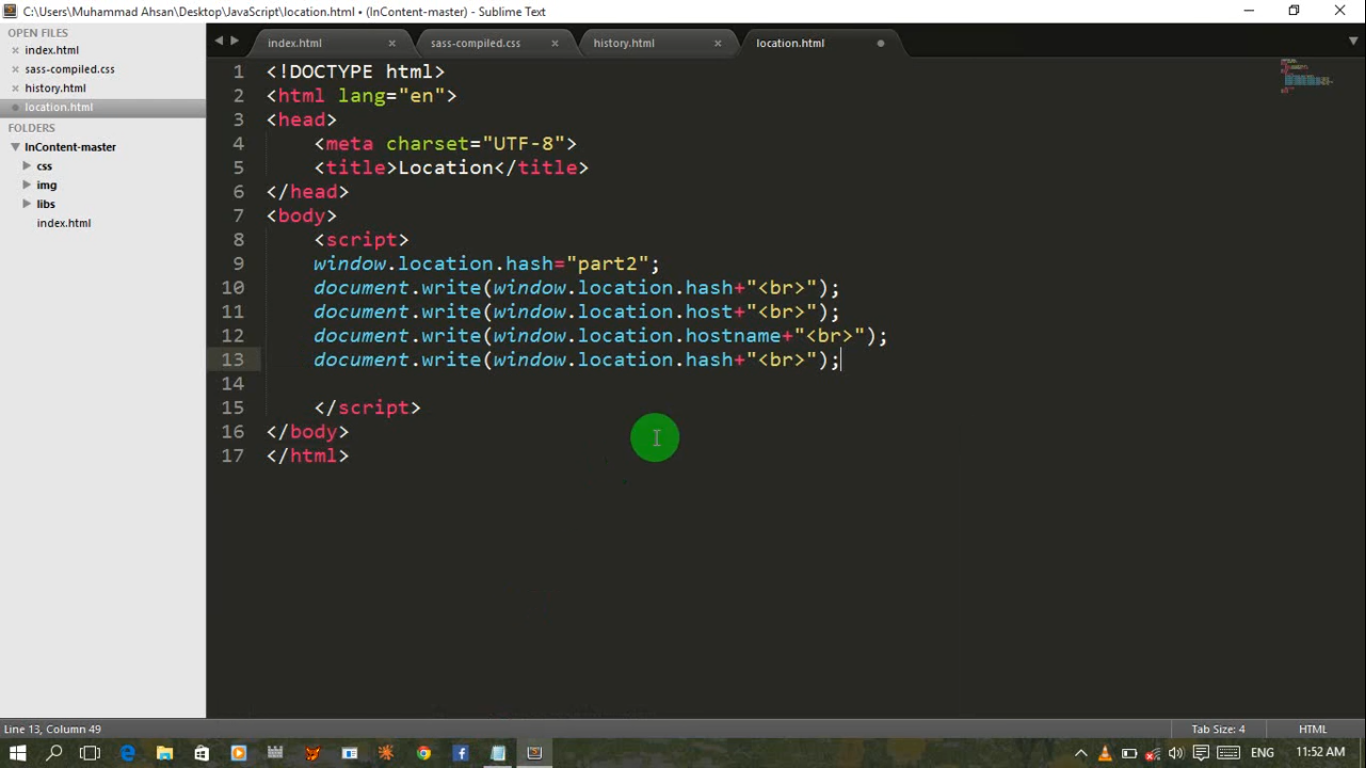 C:\Users\Muhammad Ahsan\Desktop\JavaScript\location.html • (InContent-master) - Sublime Text
OPEN FILES
index.html
sass-compiled.css
history.html
location.html
FOLDERS
InContent-master
css
img
libs
index.html
index.html sass-compiled.css history.html location.html
1 <!DOCTYPE html>
2 <html lang="en">
3 <head>
4 <meta charset="UTF-8">
5 <title>Location</title>
6 </head>
7 <body>
8 <script>
9 window.location.hash="part2";
10 document.write(window.location.hash+"<br>");
11 document.write(window.location.host+"<br>");
12 document.write(window.location.hostname+"<br>");
13 document.write(window.location.hash+"<br>");
14
15 </script>
16 </body>
17 </html>
Line 13, Column 49 Tab Size: 4 HTML
ENG 11:52 AM